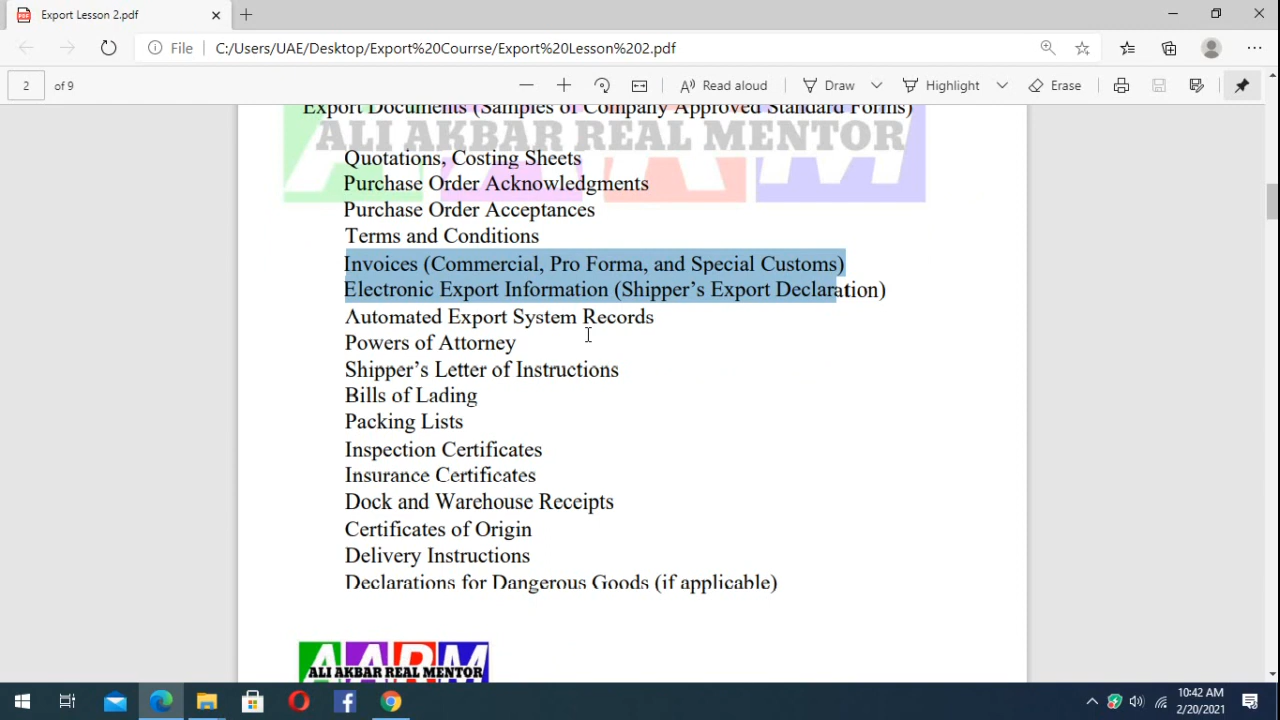 Export Lesson 2.pdf
File C:/Users/UAE/Desktop/Export%20Courrse/Export%20Lesson%202.pdf
2 of 9 Read aloud Draw Highlight Erase
Export Documents (Samples of Company Approved Standard Forms)
ALI AKBAR REAL MENTOR
Quotations, Costing Sheets
Purchase Order Acknowledgments
Purchase Order Acceptances
Terms and Conditions
Invoices (Commercial, Pro Forma, and Special Customs)
Electronic Export Information (Shipper’s Export Declaration)
Automated Export System Records
Powers of Attorney
Shipper’s Letter of Instructions
Bills of Lading
Packing Lists
Inspection Certificates
Insurance Certificates
Dock and Warehouse Receipts
Certificates of Origin
Delivery Instructions
Declarations for Dangerous Goods (if applicable)
AARM
ALI AKBAR REAL MENTOR
10:42 AM
2/20/2021